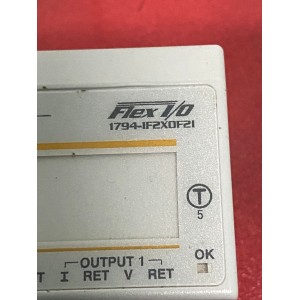 Flex I/O
1794-IF2XOF2I
T
5
OUTPUT 1
OK
T I RET V RET